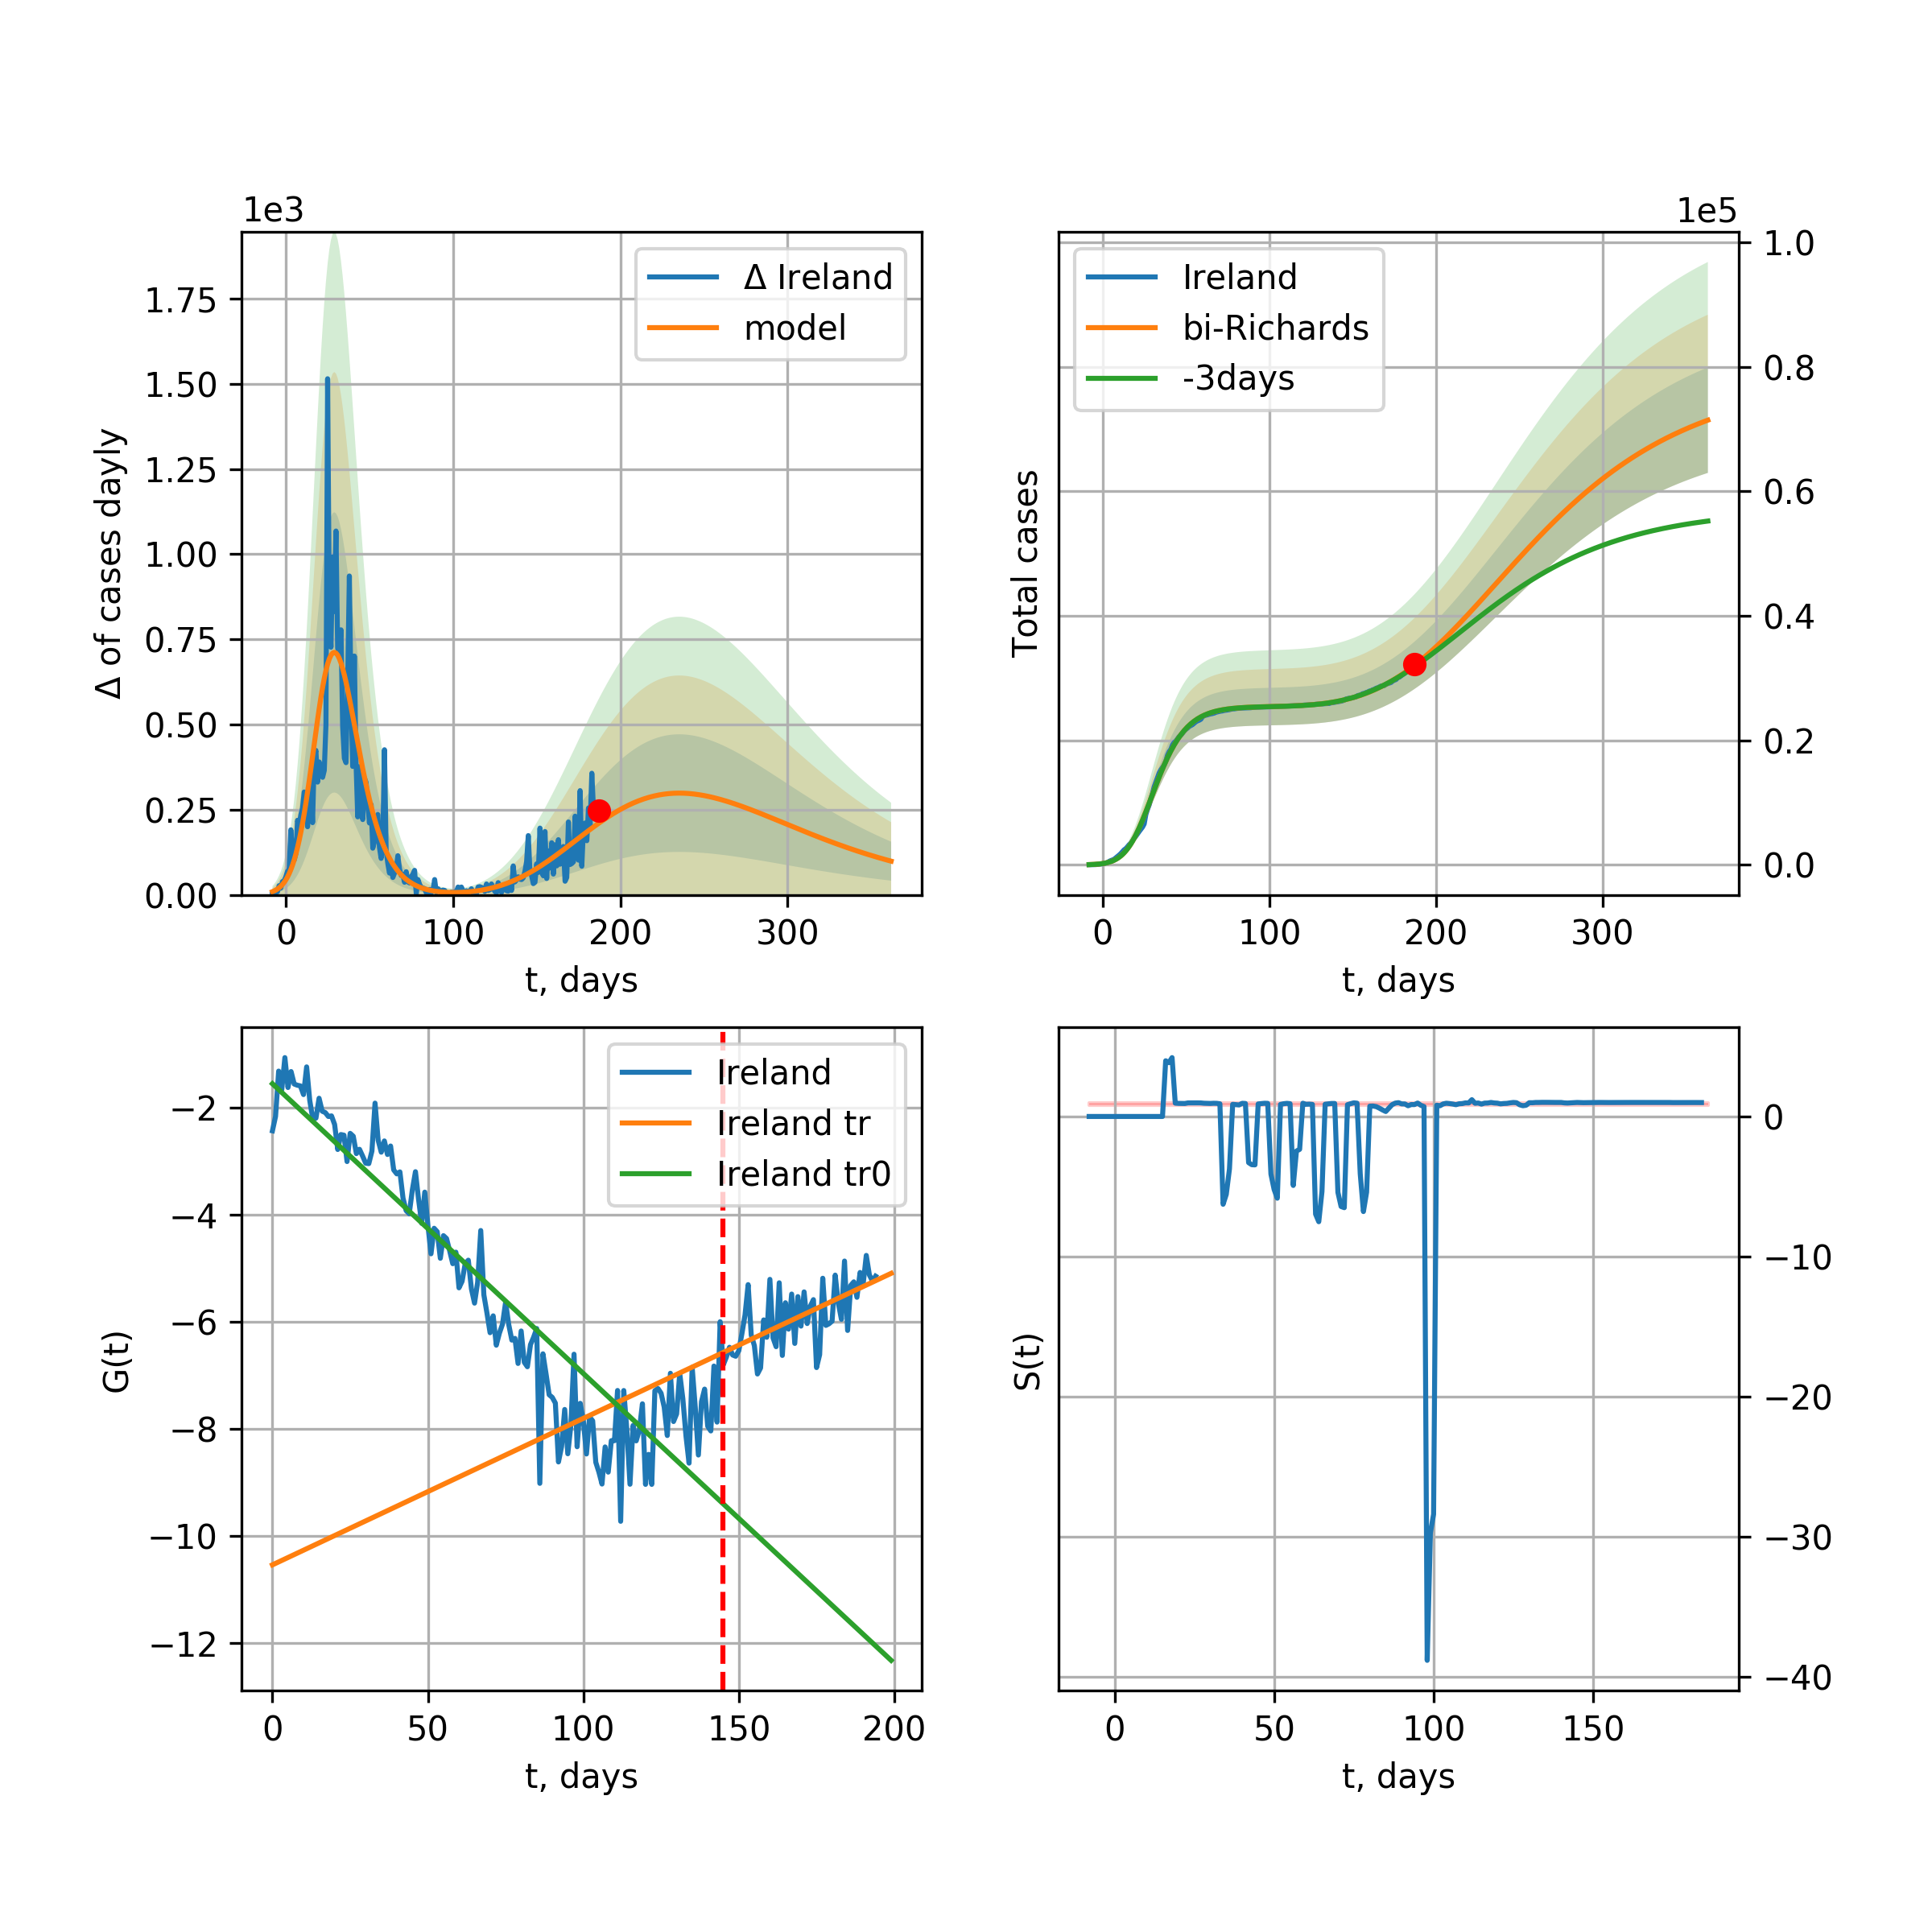 1e3
Δ of cases dayly
1.75
1.50
1.25
1.00
0.75
0.50
0.25
0.00
Δ Ireland
model
0 100 200 300
t, days
1e5
Total cases
Ireland
bi-Richards
-3days
1.0
0.8
0.6
0.4
0.2
0.0
0 100 200 300
t, days
G(t)
−2
−4
−6
−8
−10
−12
Ireland
Ireland tr
Ireland tr0
0 50 100 150 200
t, days
S(t)
0
−10
−20
−30
−40
0 50 100 150
t, days